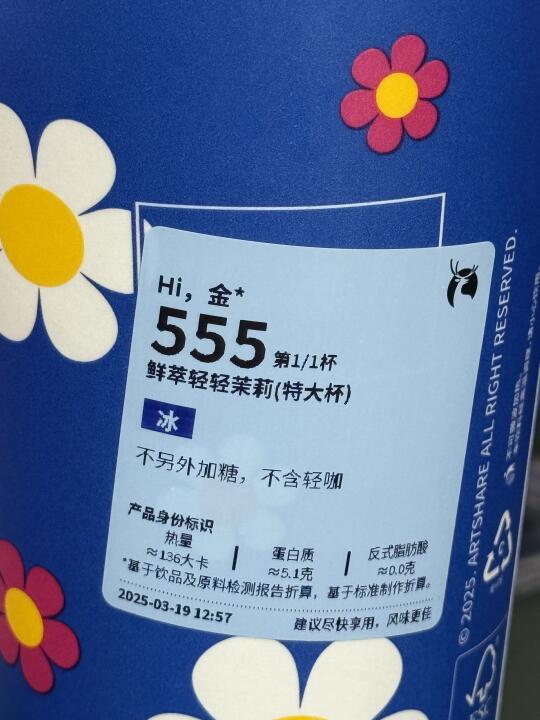 Hi，金*
555 第1/1杯
鲜萃轻轻茉莉(特大杯)
冰
不另外加糖，不含轻咖
产品身份标识
热量
≈136大卡
蛋白质
≈5.1克
反式脂肪酸
≈0.0克
*基于饮品及原料检测报告折算，基于标准制作折算。
2025-03-19 12:57
建议尽快享用，风味更佳
© 2025. ARTSHARE ALL RIGHT RESERVED.